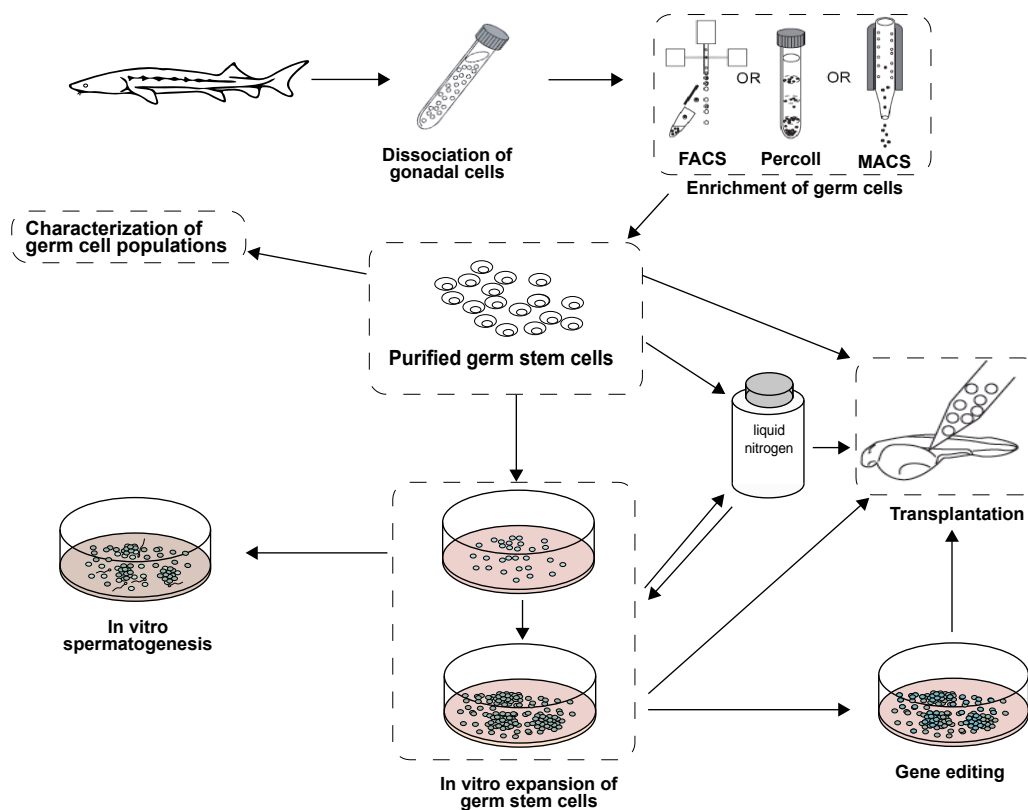 OR
OR
FACS
Percoll
MACS
Dissociation of
gonadal cells
Enrichment of germ cells
Characterization of
germ cell populations
Purified germ stem cells
liquid
nitrogen
Transplantation
In vitro
spermatogenesis
Gene editing
In vitro expansion of
germ stem cells